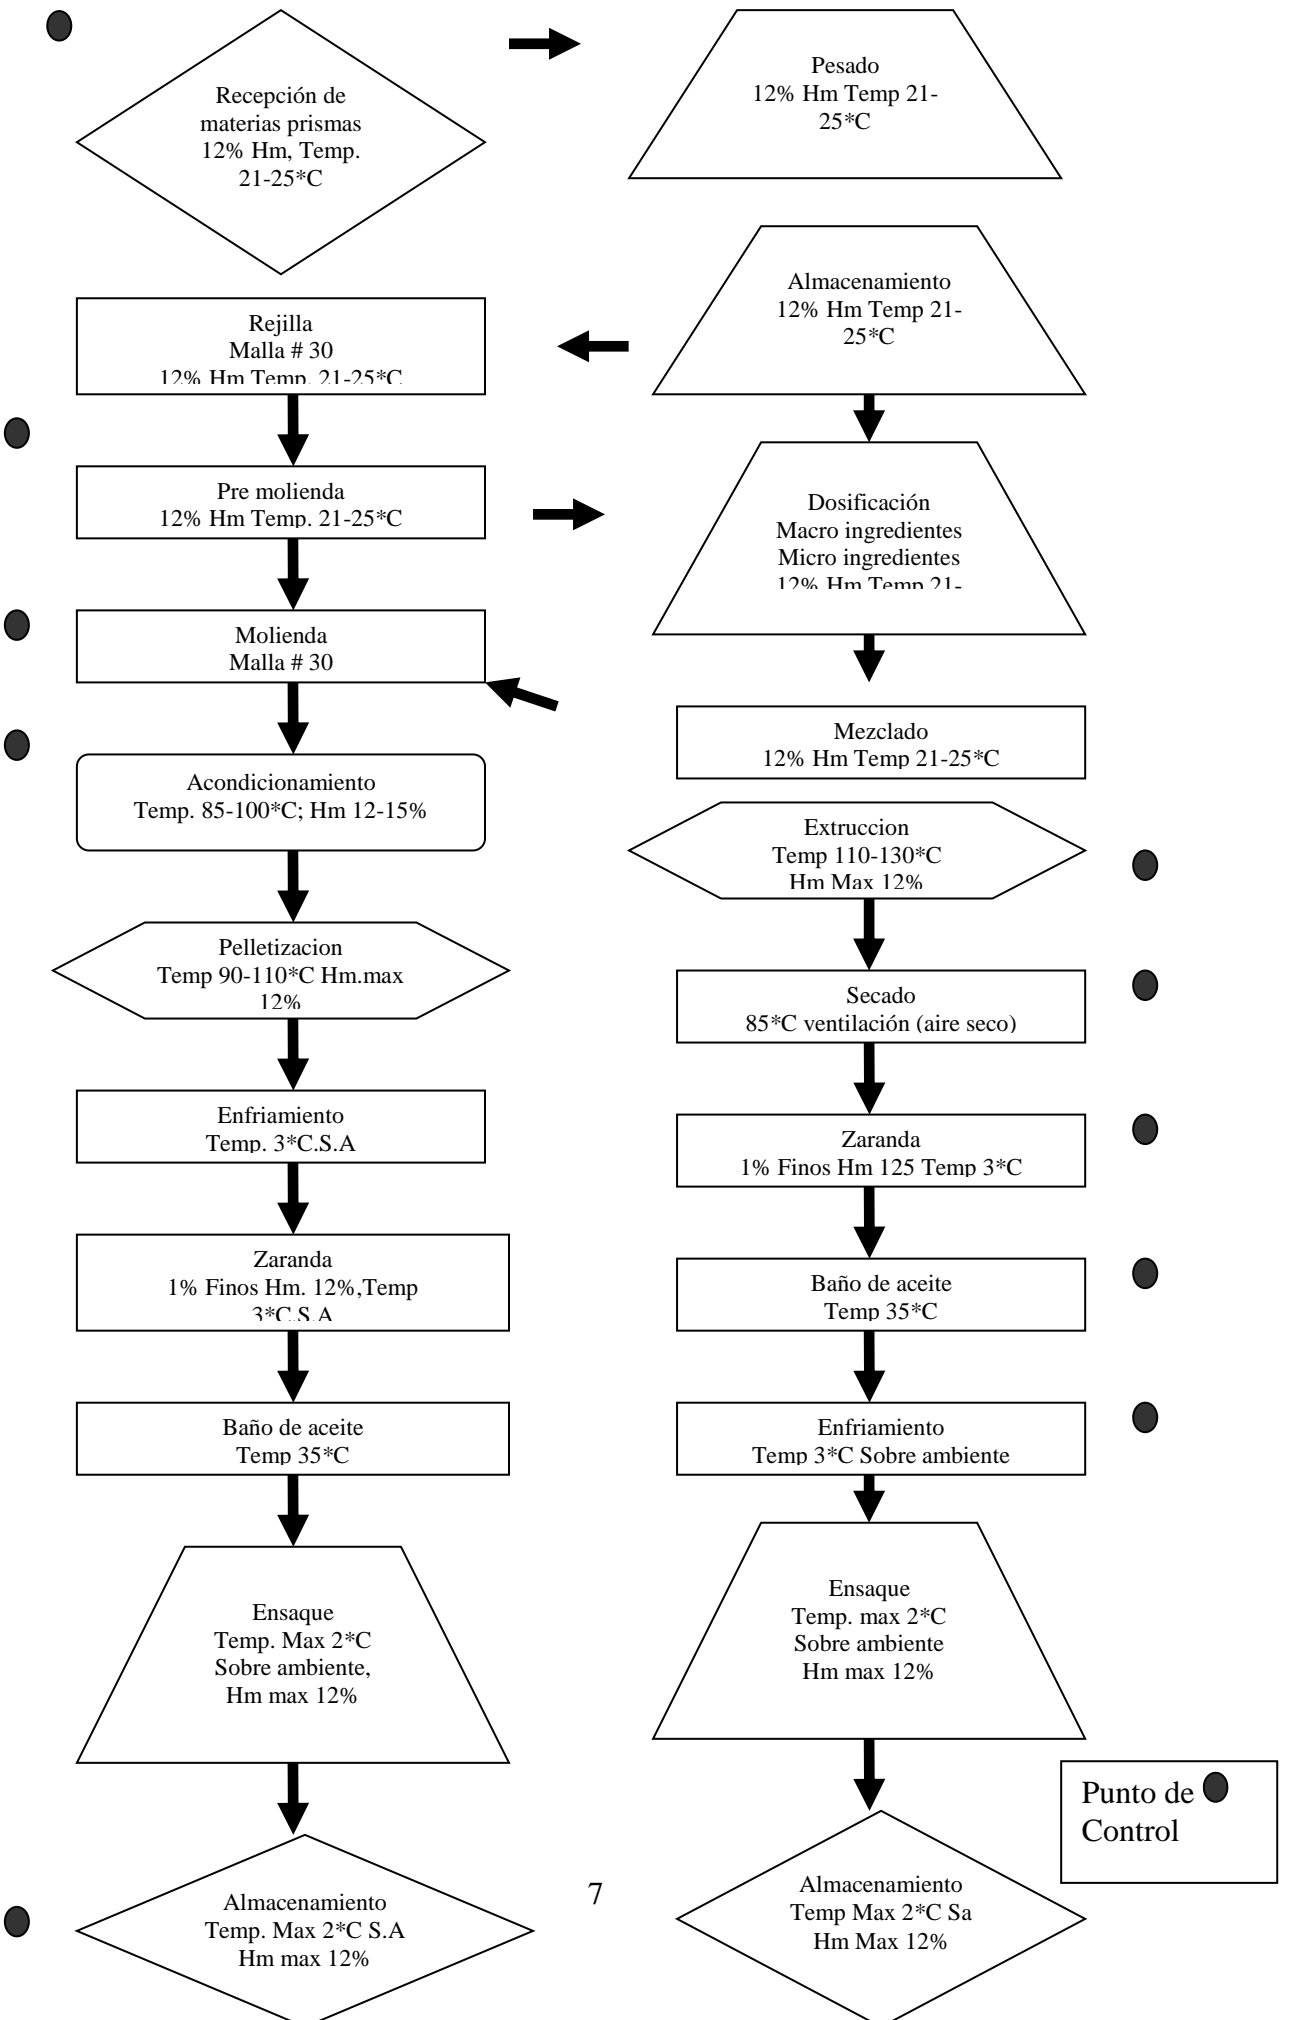 Recepción de
materias prismas
12% Hm, Temp.
21-25*C
Pesado
12% Hm Temp 21-
25*C
Almacenamiento
12% Hm Temp 21-
25*C
Rejilla
Malla # 30
12% Hm Temp. 21-25*C
Pre molienda
12% Hm Temp. 21-25*C
Dosificación
Macro ingredientes
Micro ingredientes
12% Hm Temp 21-
Molienda
Malla # 30
Mezclado
12% Hm Temp 21-25*C
Acondicionamiento
Temp. 85-100*C; Hm 12-15%
Extruccion
Temp 110-130*C
Hm Max 12%
Pelletizacion
Temp 90-110*C Hm.max
12%
Secado
85*C ventilación (aire seco)
Enfriamiento
Temp. 3*C.S.A
Zaranda
1% Finos Hm 125 Temp 3*C
Zaranda
1% Finos Hm. 12%,Temp
3*C.S.A
Baño de aceite
Temp 35*C
Baño de aceite
Temp 35*C
Enfriamiento
Temp 3*C Sobre ambiente
Ensaque
Temp. Max 2*C
Sobre ambiente,
Hm max 12%
Ensaque
Temp. max 2*C
Sobre ambiente
Hm max 12%
Punto de
Control
Almacenamiento
Temp. Max 2*C S.A
Hm max 12%
7
Almacenamiento
Temp Max 2*C Sa
Hm Max 12%